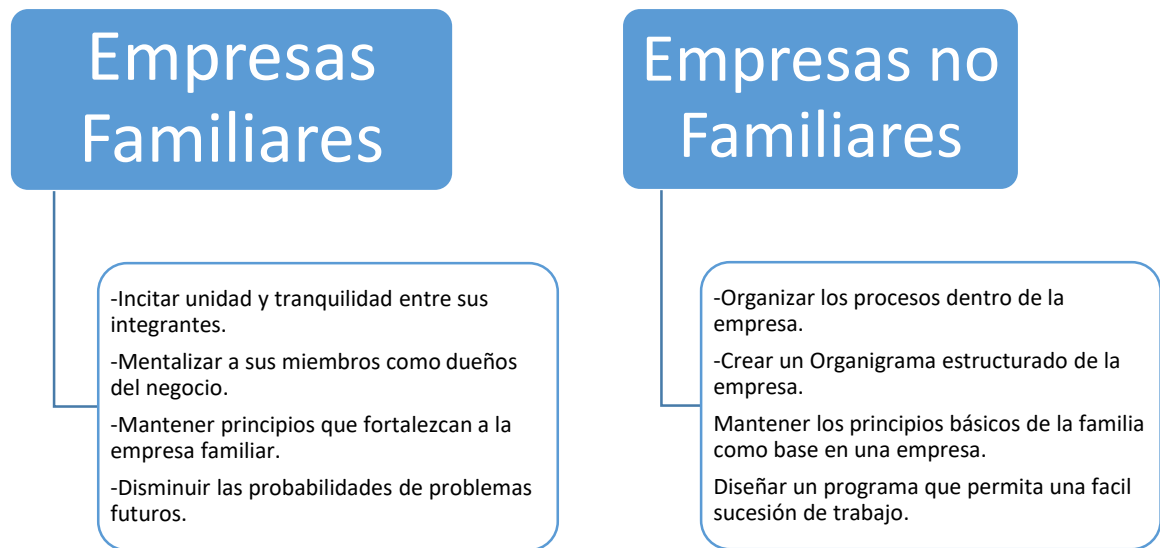 Empresas
Familiares
-Incitar unidad y tranquilidad entre sus
integrantes.
-Mentalizar a sus miembros como dueños
del negocio.
-Mantener principios que fortalezcan a la
empresa familiar.
-Disminuir las probabilidades de problemas
futuros.
Empresas no
Familiares
-Organizar los procesos dentro de la
empresa.
-Crear un Organigrama estructurado de la
empresa.
Mantener los principios básicos de la familia
como base en una empresa.
Diseñar un programa que permita una facil
sucesión de trabajo.